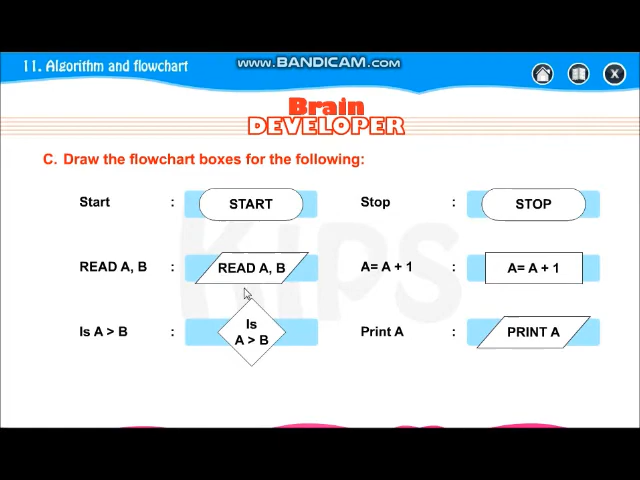 11. Algorithm and flowchart
WWW.BANDICAM.COM
X
Brain
DEVELOPER
C. Draw the flowchart boxes for the following:
Start : START Stop : STOP
READ A, B : READ A, B A= A + 1 : A= A + 1
Is A > B : Is A > B Print A : PRINT A
KIPS